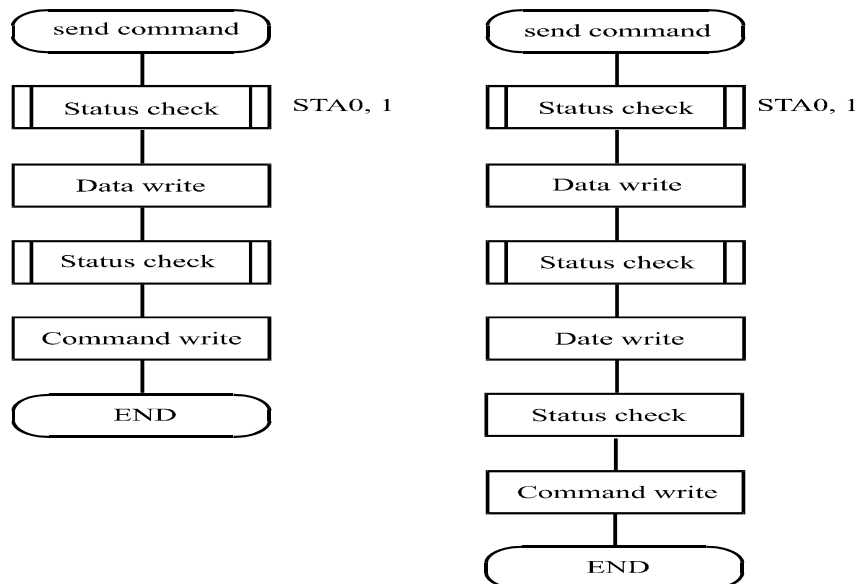 send command
Status check
STA0, 1
Data write
Status check
Command write
END
send command
Status check
STA0, 1
Data write
Status check
Date write
Status check
Command write
END